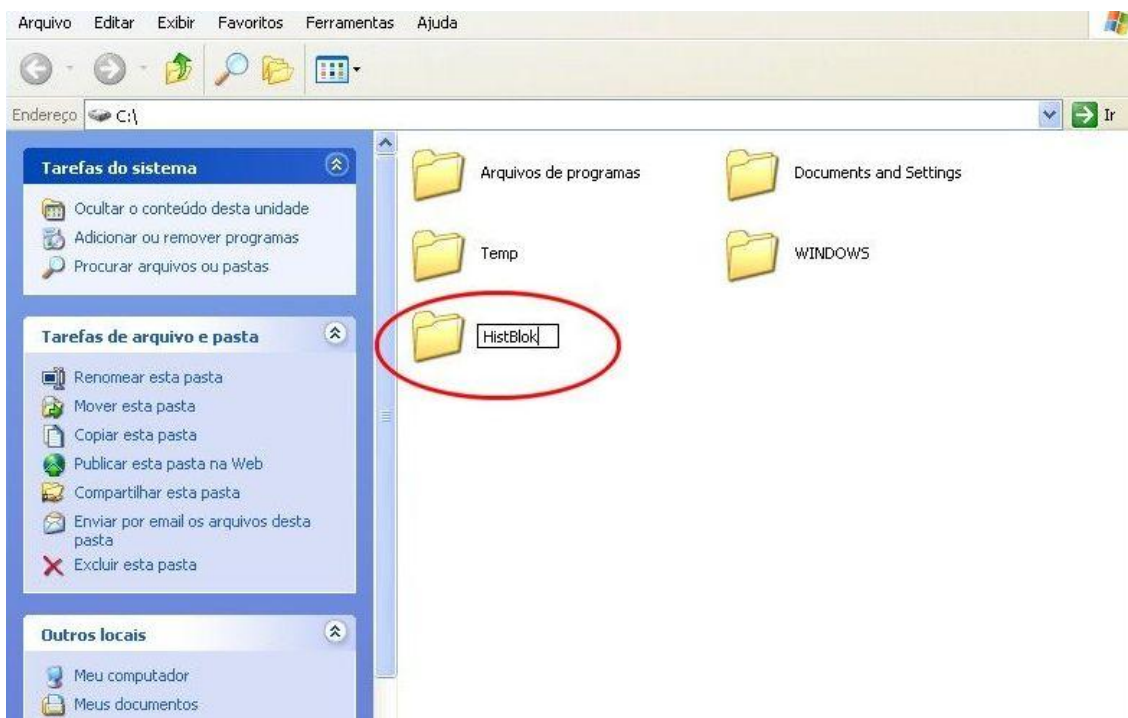 Arquivo Editar Exibir Favoritos Ferramentas Ajuda
Endereço C:\ Ir
Tarefas do sistema
Ocultar o conteúdo desta unidade
Adicionar ou remover programas
Procurar arquivos ou pastas
Tarefas de arquivo e pasta
Renomear esta pasta
Mover esta pasta
Copiar esta pasta
Publicar esta pasta na Web
Compartilhar esta pasta
Enviar por email os arquivos desta
pasta
Excluir esta pasta
Outros locais
Meu computador
Meus documentos
Arquivos de programas Documents and Settings
Temp WINDOWS
HistBlok